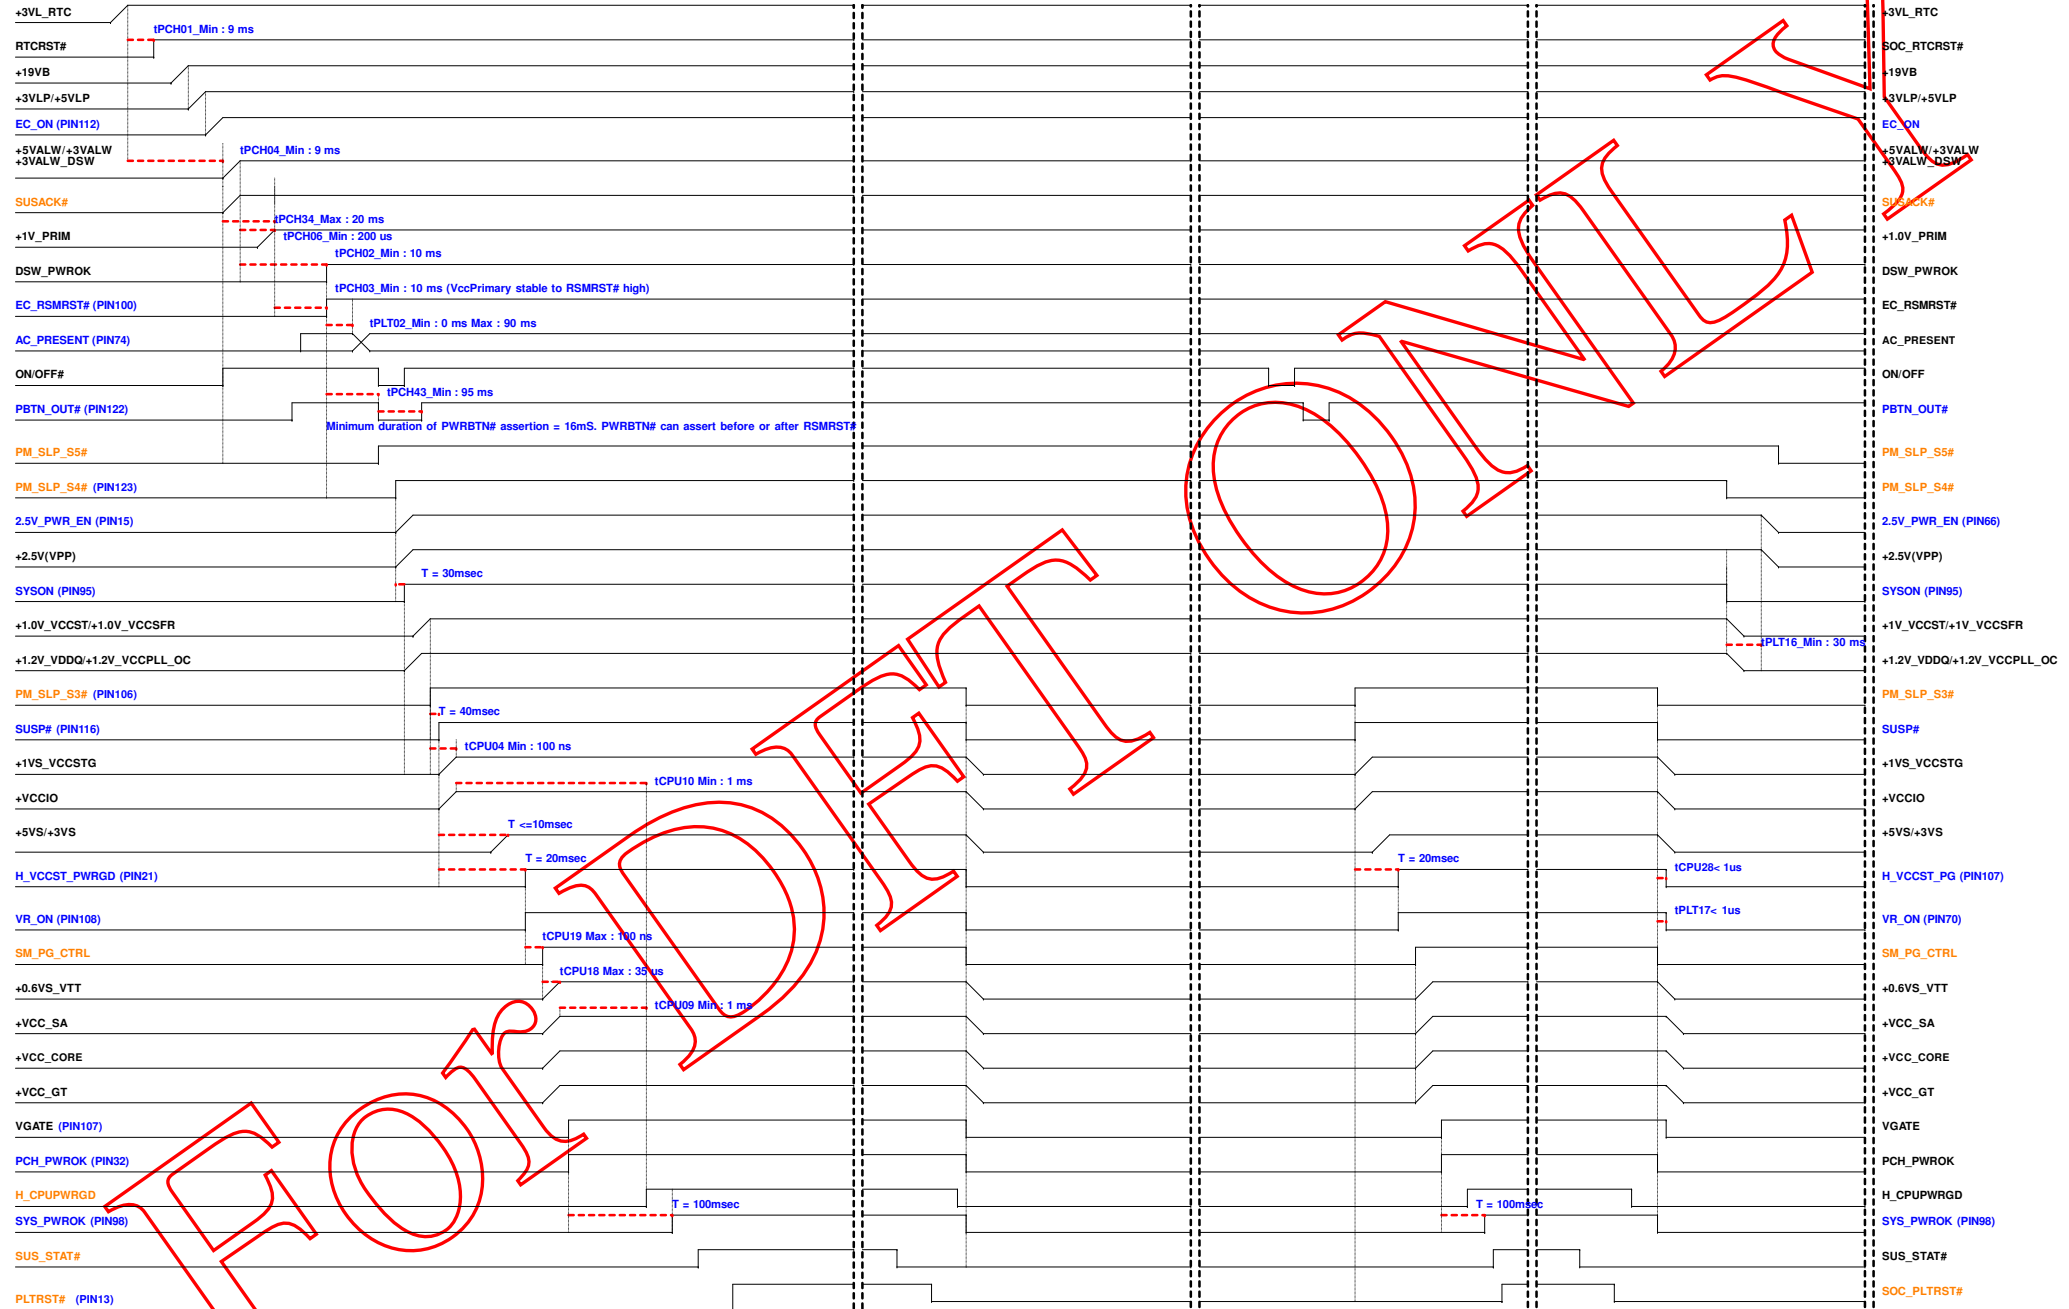 +3VL_RTC +3VL_RTC
tPCH01_Min : 9 ms
RTCRST# SOC_RTCRST#
+19VB +19VB
+3VLP/+5VLP +3VLP/+5VLP
EC_ON (PIN112) EC_ON
+5VALW/+3VALW tPCH04_Min : 9 ms +5VALW/+3VALW
+3VALW_DSW +3VALW_DSW
SUSACK# SUSACK#
tPCH34_Max : 20 ms
+1V_PRIM tPCH06_Min : 200 us +1.0V_PRIM
tPCH02_Min : 10 ms
DSW_PWROK DSW_PWROK
tPCH03_Min : 10 ms (VccPrimary stable to RSMRST# high)
EC_RSMRST# (PIN100) EC_RSMRST#
tPLT02_Min : 0 ms Max : 90 ms
AC_PRESENT (PIN74) AC_PRESENT
ON/OFF# ON/OFF
tPCH43_Min : 95 ms
PBTN_OUT# (PIN122) PBTN_OUT#
Minimum duration of PWRBTN# assertion = 16mS. PWRBTN# can assert before or after RSMRST#
PM_SLP_S5# PM_SLP_S5#
PM_SLP_S4# (PIN123) PM_SLP_S4#
2.5V_PWR_EN (PIN15) 2.5V_PWR_EN (PIN66)
+2.5V(VPP) +2.5V(VPP)
T = 30msec
SYSON (PIN95) SYSON (PIN95)
+1.0V_VCCST/+1.0V_VCCSFR +1V_VCCST/+1V_VCCSFR
tPLT16_Min : 30 ms
+1.2V_VDDQ/+1.2V_VCCPLL_OC +1.2V_VDDQ/+1.2V_VCCPLL_OC
PM_SLP_S3# (PIN106) PM_SLP_S3#
T = 40msec
SUSP# (PIN116) SUSP#
tCPU04 Min : 100 ns
+1VS_VCCSTG +1VS_VCCSTG
tCPU10 Min : 1 ms
+VCCIO +VCCIO
T <=10msec
+5VS/+3VS +5VS/+3VS
T = 20msec T = 20msec
tCPU28< 1us
H_VCCST_PWRGD (PIN21) H_VCCST_PG (PIN107)
tPLT17< 1us
VR_ON (PIN108) VR_ON (PIN70)
tCPU19 Max : 100 ns
SM_PG_CTRL SM_PG_CTRL
tCPU18 Max : 35 us
+0.6VS_VTT +0.6VS_VTT
tCPU09 Min : 1 ms
+VCC_SA +VCC_SA
+VCC_CORE +VCC_CORE
+VCC_GT +VCC_GT
VGATE (PIN107) VGATE
PCH_PWROK (PIN32) PCH_PWROK
H_CPUPWRGD H_CPUPWRGD
T = 100msec T = 100msec
SYS_PWROK (PIN98) SYS_PWROK (PIN98)
SUS_STAT# SUS_STAT#
PLTRST# (PIN13) SOC_PLTRST#
For DFT ONLY